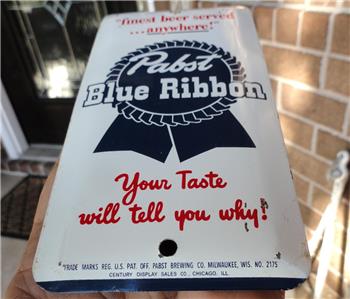 "finest beer served
...anywhere!"
Pabst
Blue Ribbon
Your Taste
will tell you why!
TRADE MARKS REG. U.S. PAT. OFF. PABST BREWING CO. MILWAUKEE, WIS. NO. 2175
CENTURY DISPLAY SALES CO., CHICAGO, ILL.